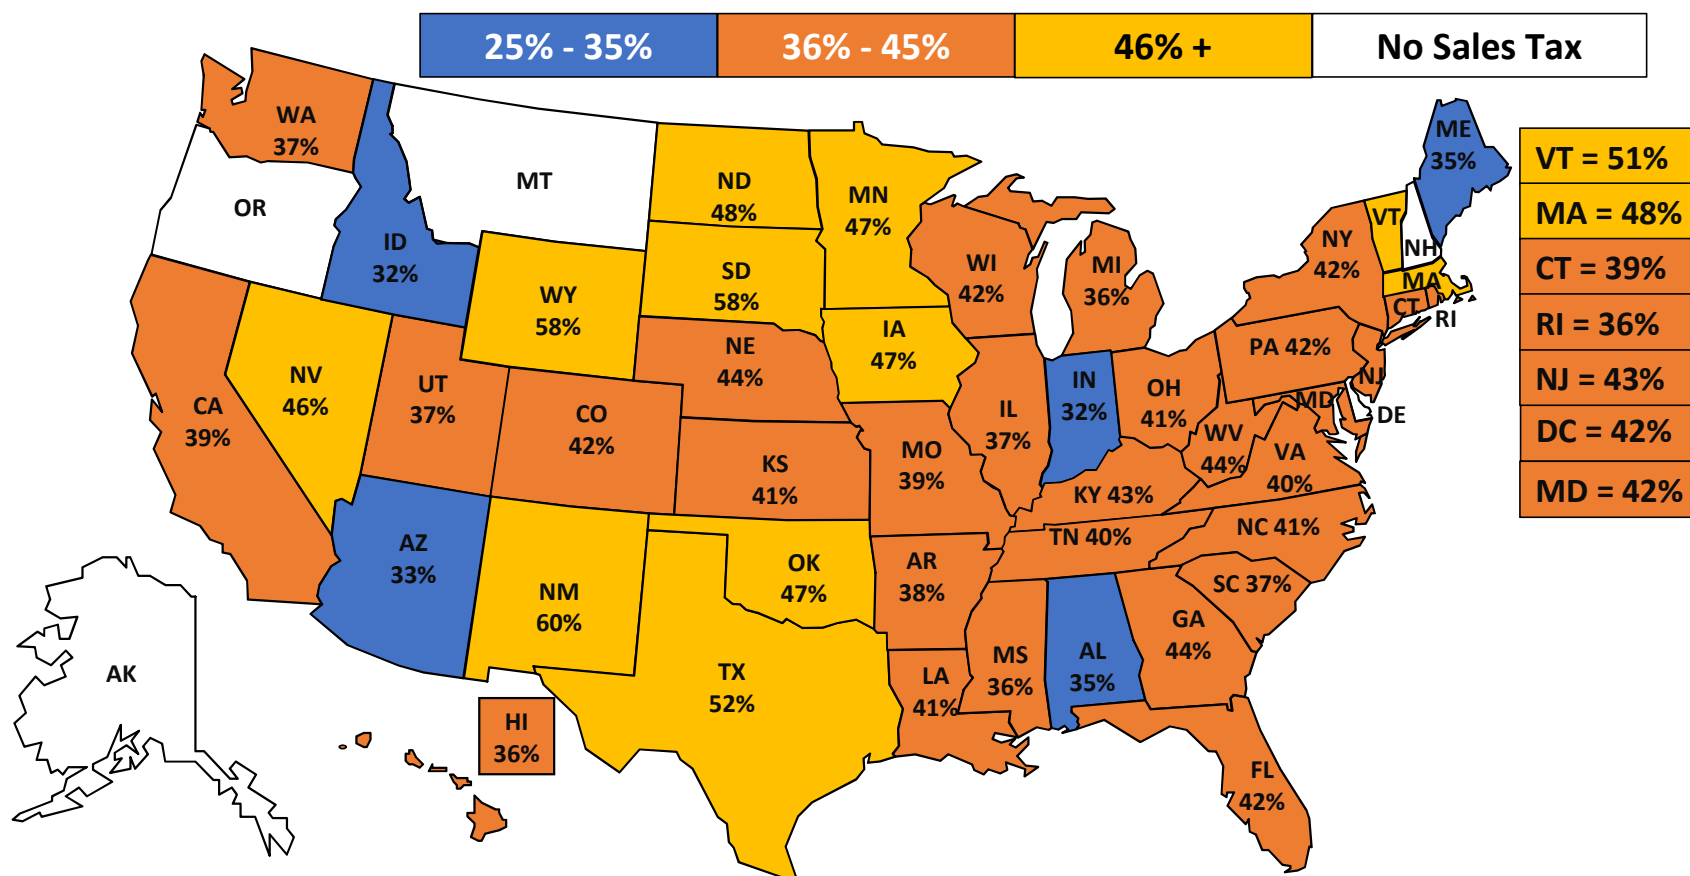 25% - 35%
36% - 45%
46% +
No Sales Tax
WA
37%
OR
MT
ID
32%
ND
48%
MN
47%
SD
58%
WY
58%
WI
42%
MI
36%
NY
42%
VT
NH
ME
35%
MA
CT
RI
VT = 51%
MA = 48%
CT = 39%
RI = 36%
NJ = 43%
DC = 42%
MD = 42%
CA
39%
NV
46%
UT
37%
CO
42%
NE
44%
IA
47%
KS
41%
MO
39%
IL
37%
IN
32%
OH
41%
PA 42%
NJ
MD
DE
WV
44%
VA
40%
KY 43%
TN 40%
NC 41%
SC 37%
AZ
33%
NM
60%
OK
47%
AR
38%
TX
52%
LA
41%
MS
36%
AL
35%
GA
44%
FL
42%
AK
HI
36%